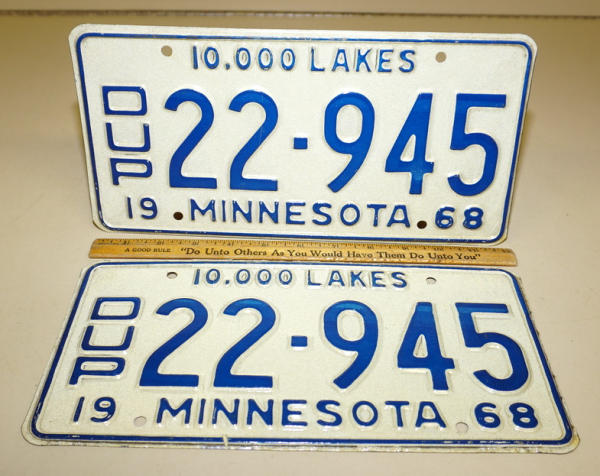 10,000 LAKES
DUP 22·945
19 MINNESOTA 68
A GOOD RULE "Do Unto Others As You Would Have Them Do Unto You"
10,000 LAKES
DUP 22·945
19 MINNESOTA 68